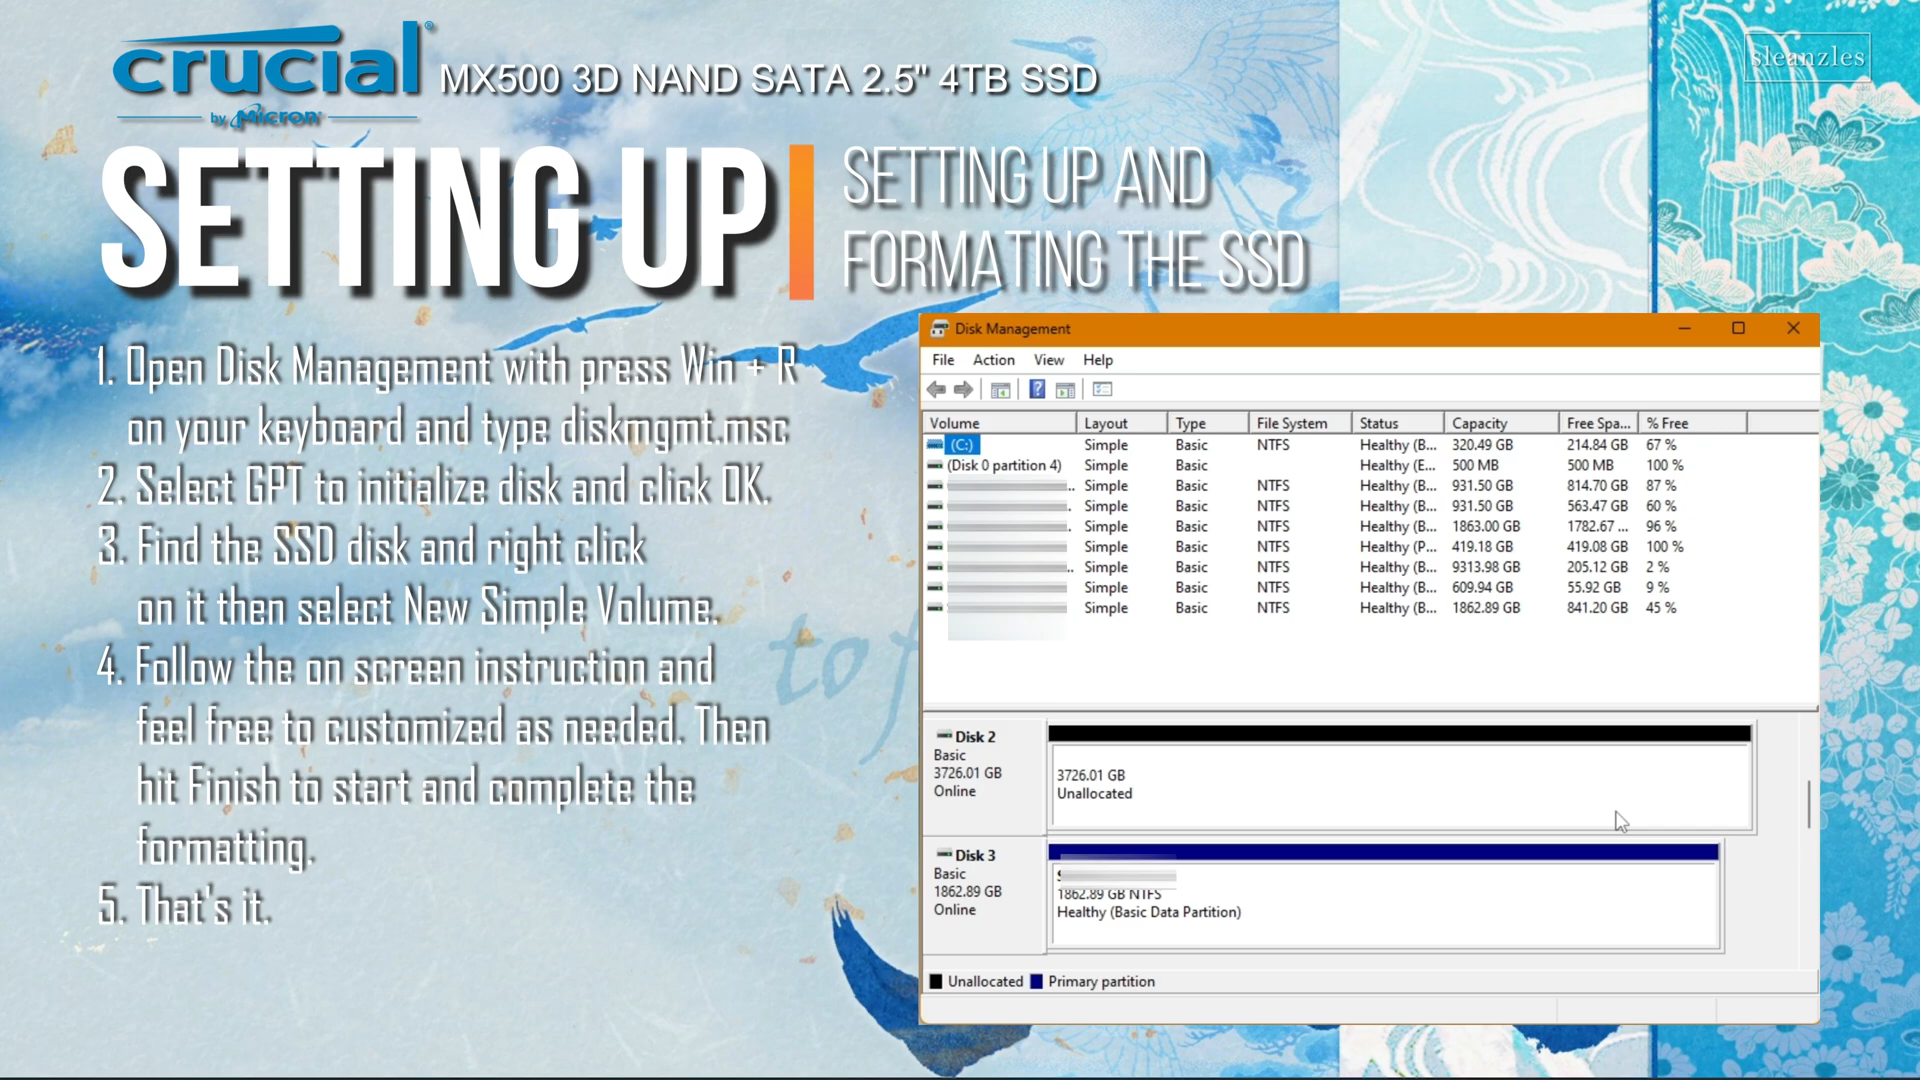 crucial® MX500 3D NAND SATA 2.5" 4TB SSD
by Micron
sleanzles
SETTING UP
SETTING UP AND
FORMATING THE SSD
1. Open Disk Management with press Win + R
on your keyboard and type diskmgmt.msc
2. Select GPT to initialize disk and click OK.
3. Find the SSD disk and right click
on it then select New Simple Volume.
4. Follow the on screen instruction and
feel free to customized as needed. Then
hit Finish to start and complete the
formatting.
5. That's it.
Disk Management
File Action View Help
Volume Layout Type File System Status Capacity Free Spa... % Free
(C:) Simple Basic NTFS Healthy (B... 320.49 GB 214.84 GB 67 %
(Disk 0 partition 4) Simple Basic Healthy (E... 500 MB 500 MB 100 %
Simple Basic NTFS Healthy (B... 931.50 GB 814.70 GB 87 %
Simple Basic NTFS Healthy (B... 931.50 GB 563.47 GB 60 %
Simple Basic NTFS Healthy (B... 1863.00 GB 1782.67 ... 96 %
Simple Basic NTFS Healthy (P... 419.18 GB 419.08 GB 100 %
Simple Basic NTFS Healthy (B... 9313.98 GB 205.12 GB 2 %
Simple Basic NTFS Healthy (B... 609.94 GB 55.92 GB 9 %
Simple Basic NTFS Healthy (B... 1862.89 GB 841.20 GB 45 %
Disk 2
Basic
3726.01 GB
Online
3726.01 GB
Unallocated
Disk 3
Basic
1862.89 GB
Online
1862.89 GB NTFS
Healthy (Basic Data Partition)
Unallocated Primary partition